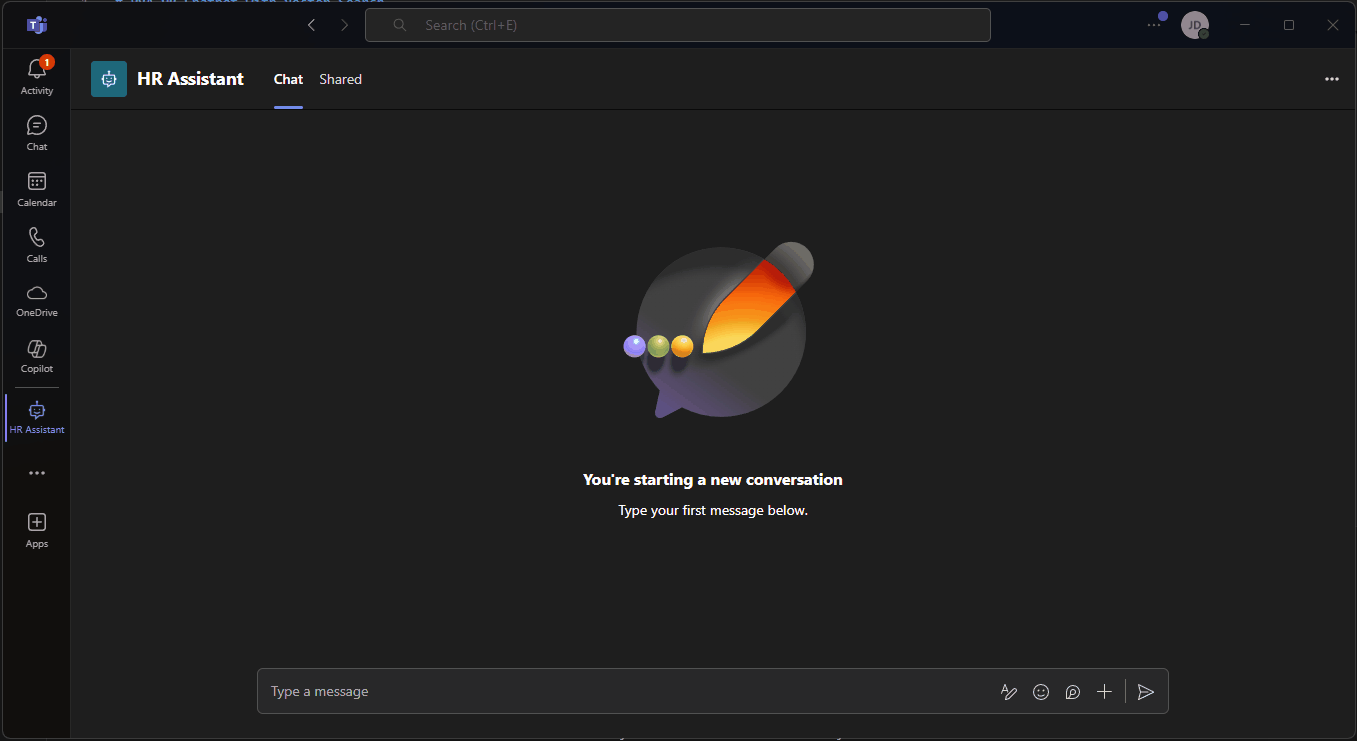 Search (Ctrl+E)
JD
1
Activity
Chat
Calendar
Calls
OneDrive
Copilot
HR Assistant
Apps
HR Assistant
Chat
Shared
You're starting a new conversation
Type your first message below.
Type a message